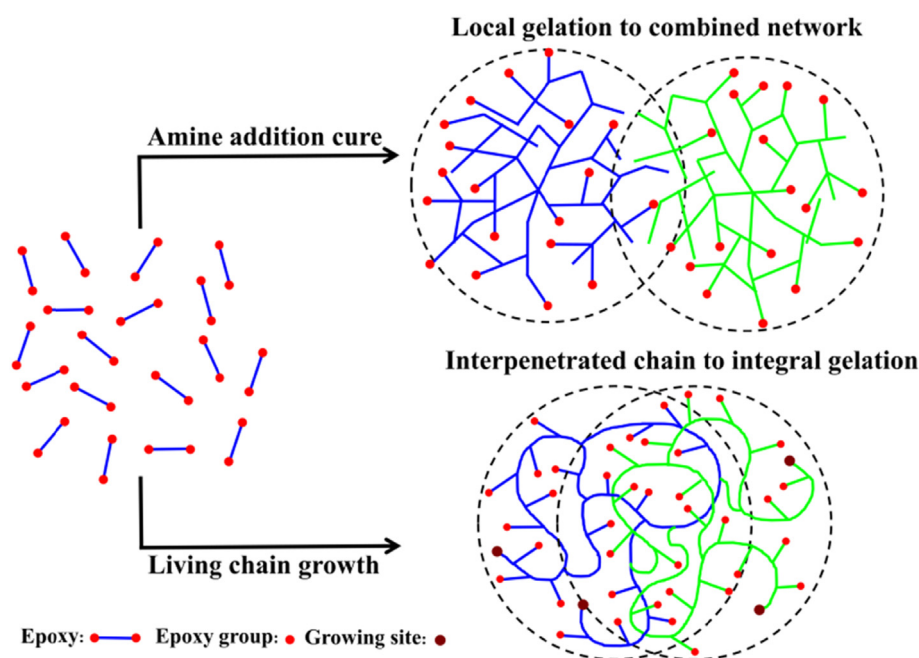 Local gelation to combined network
Amine addition cure
Interpenetrated chain to integral gelation
Living chain growth
Epoxy: Epoxy group: Growing site: